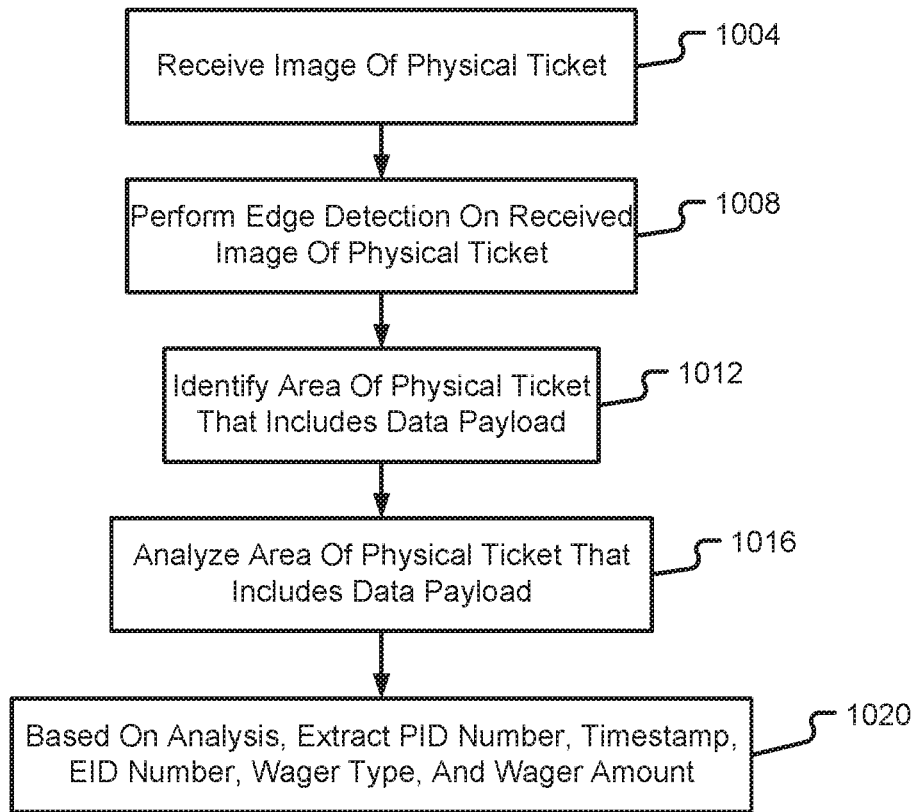 Receive Image Of Physical Ticket
1004
Perform Edge Detection On Received
Image Of Physical Ticket
1008
Identify Area Of Physical Ticket
That Includes Data Payload
1012
Analyze Area Of Physical Ticket That
Includes Data Payload
1016
Based On Analysis, Extract PID Number, Timestamp,
EID Number, Wager Type, And Wager Amount
1020